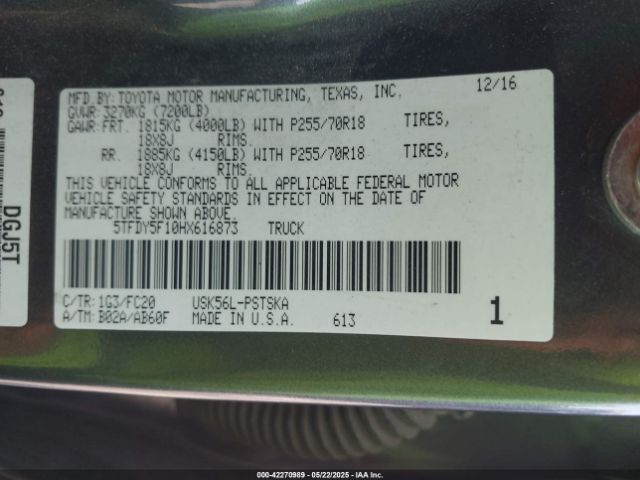 MFD.BY:TOYOTA MOTOR MANUFACTURING, TEXAS, INC. 12/16
GVWR:3270KG (7200LB)
GAWR:FRT. 1815KG (4000LB) WITH P255/70R18 TIRES,
18X8J RIMS.
RR. 1885KG (4150LB) WITH P255/70R18 TIRES,
18X8J RIMS.
THIS VEHICLE CONFORMS TO ALL APPLICABLE FEDERAL MOTOR
VEHICLE SAFETY STANDARDS IN EFFECT ON THE DATE OF
MANUFACTURE SHOWN ABOVE.
5TFDY5F10HX616873 TRUCK
C/TR:1G3/FC20 USK56L-PSTSKA
A/TM:B02A/AB60F MADE IN U.S.A. 613 1
DGJ5T
000-42270989 - 05/22/2025 - IAA Inc.